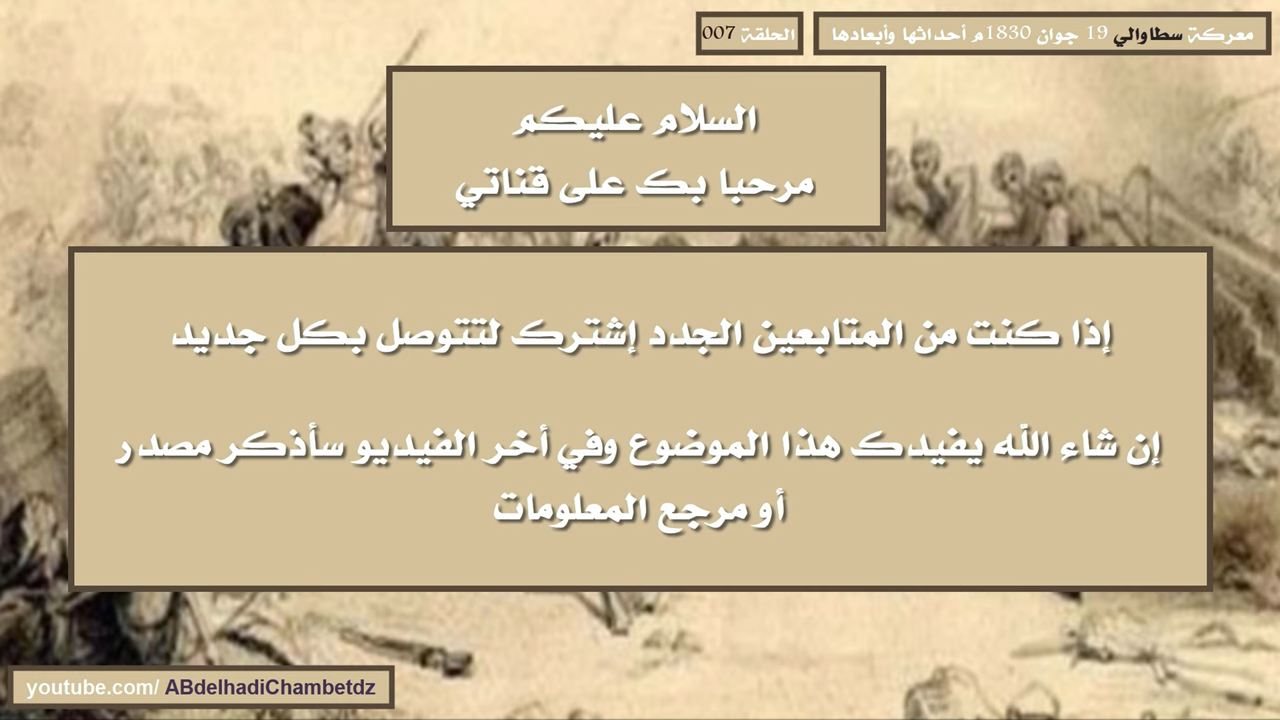 معركة سطاوالي 19 جوان 1830م أحداثها وأبعادها
الحلقة 007
السلام عليكم
مرحبا بك على قناتي
إذا كنت من المتابعين الجدد إشترك لتتوصل بكل جديد
إن شاء الله يفيدك هذا الموضوع وفي أخر الفيديو سأذكر مصدر
أو مرجع المعلومات
youtube.com/ ABdelhadiChambetdz